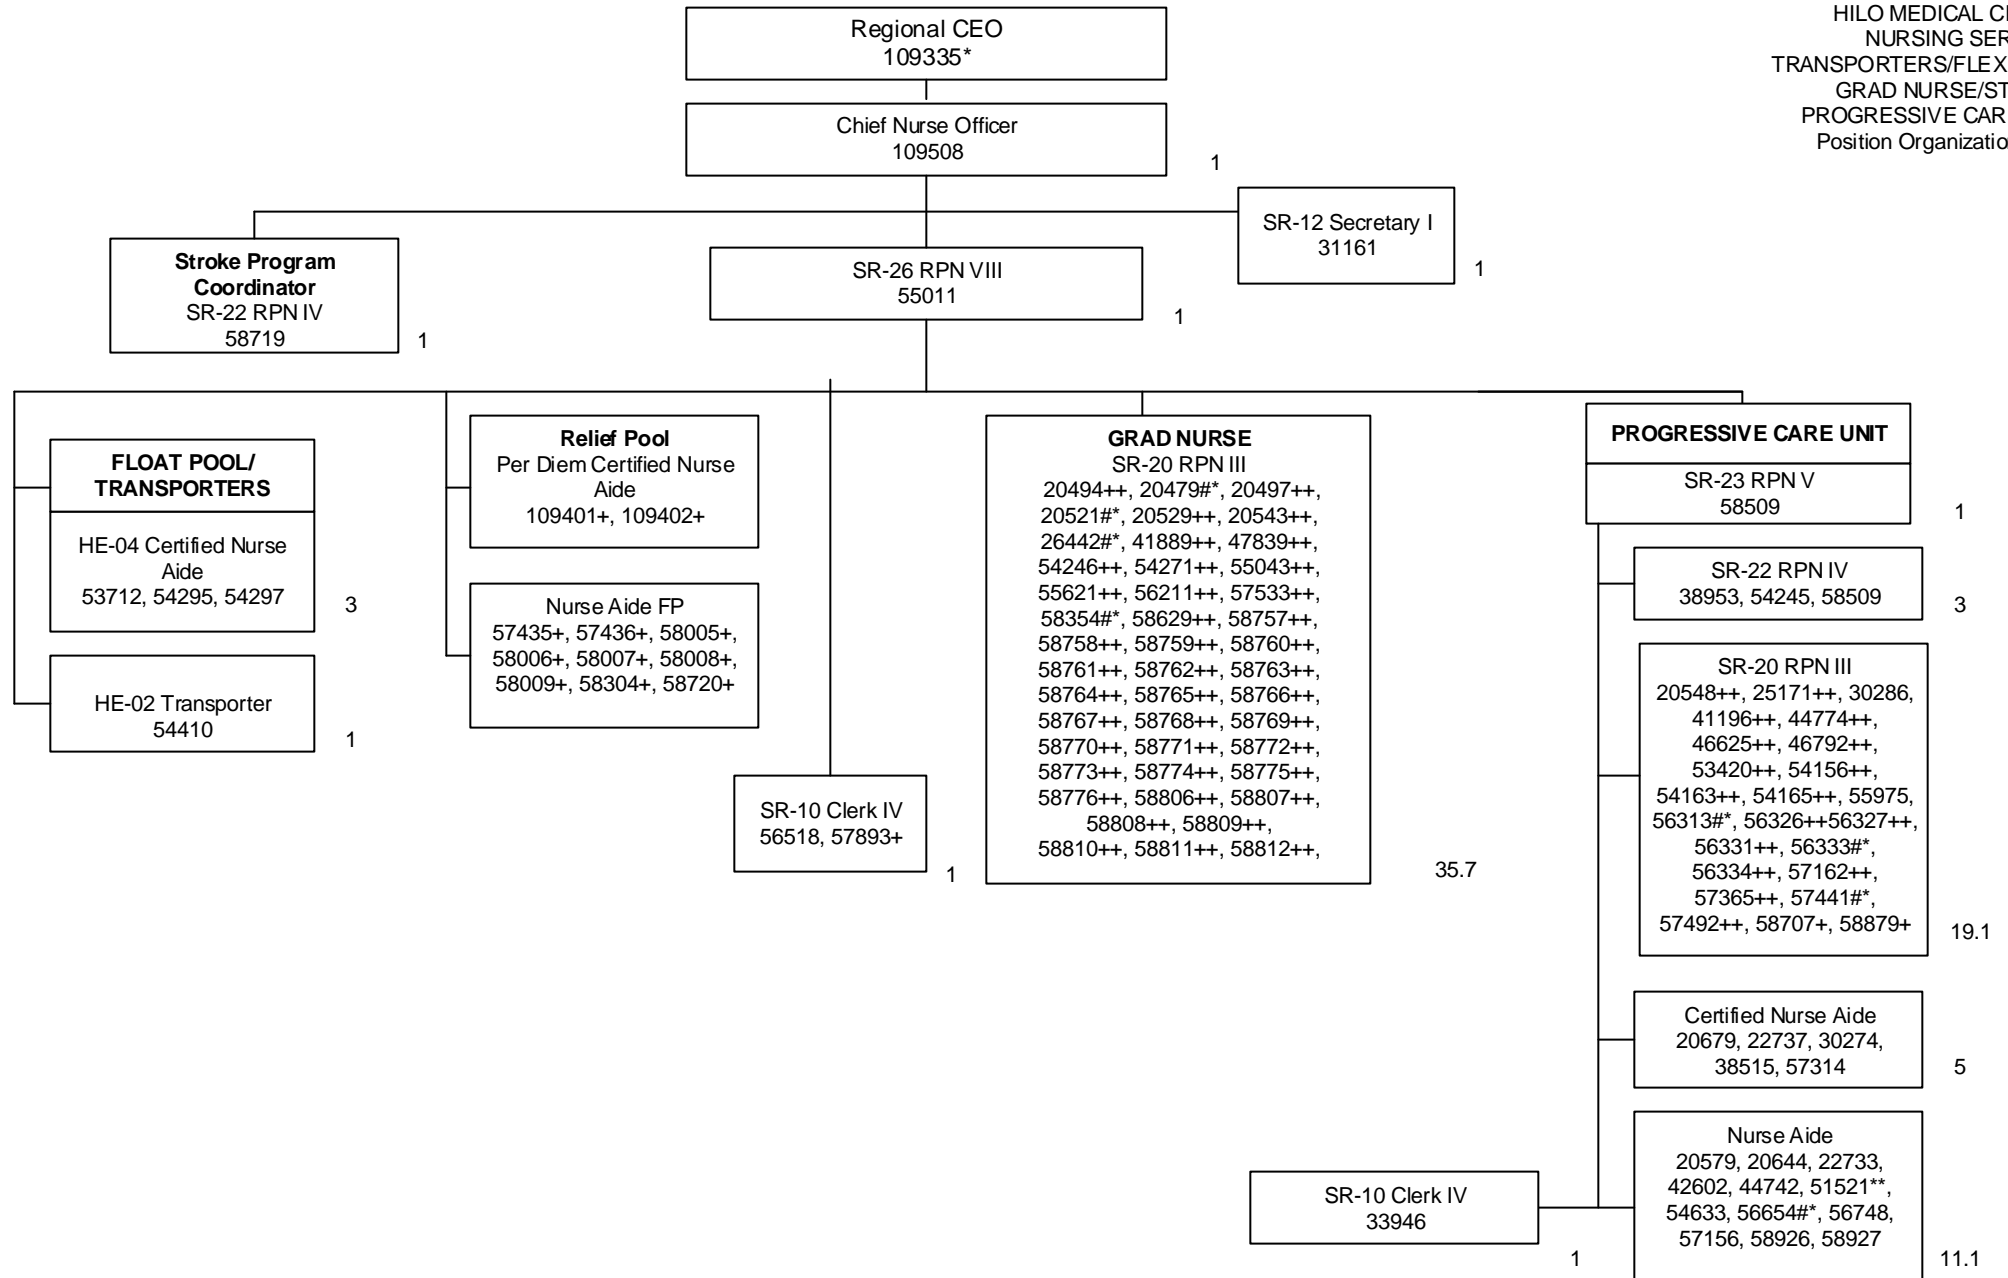 HILO MEDICAL
NURSING
TRANSPORTERS/FLEX
GRAD
PROGRESSIVE
Position
Regional CEO
109335*
Chief Nurse Officer
109508
1
SR-12 Secretary I
31161
1
Stroke Program
Coordinator
SR-22 RPN IV
58719
1
SR-26 RPN VIII
55011
1
FLOAT POOL/
TRANSPORTERS
HE-04 Certified Nurse
Aide
53712, 54295, 54297
3
HE-02 Transporter
54410
1
Relief Pool
Per Diem Certified Nurse
Aide
109401+, 109402+
Nurse Aide FP
57435+, 57436+, 58005+,
58006+, 58007+, 58008+,
58009+, 58304+, 58720+
SR-10 Clerk IV
56518, 57893+
1
GRAD NURSE
SR-20 RPN III
20494++, 20479#*, 20497++,
20521#*, 20529++, 20543++,
26442#*, 41889++, 47839++,
54246++, 54271++, 55043++,
55621++, 56211++, 57533++,
58354#*, 58629++, 58757++,
58758++, 58759++, 58760++,
58761++, 58762++, 58763++,
58764++, 58765++, 58766++,
58767++, 58768++, 58769++,
58770++, 58771++, 58772++,
58773++, 58774++, 58775++,
58776++, 58806++, 58807++,
58808++, 58809++,
58810++, 58811++, 58812++,
35.7
PROGRESSIVE CARE UNIT
SR-23 RPN V
58509
1
SR-22 RPN IV
38953, 54245, 58509
3
SR-20 RPN III
20548++, 25171++, 30286,
41196++, 44774++,
46625++, 46792++,
53420++, 54156++,
54163++, 54165++, 55975,
56313#*, 56326++56327++,
56331++, 56333#*,
56334++, 57162++,
57365++, 57441#*,
57492++, 58707+, 58879+
19.1
Certified Nurse Aide
20679, 22737, 30274,
38515, 57314
5
Nurse Aide
20579, 20644, 22733,
42602, 44742, 51521**,
54633, 56654#*, 56748,
57156, 58926, 58927
11.1
SR-10 Clerk IV
33946
1